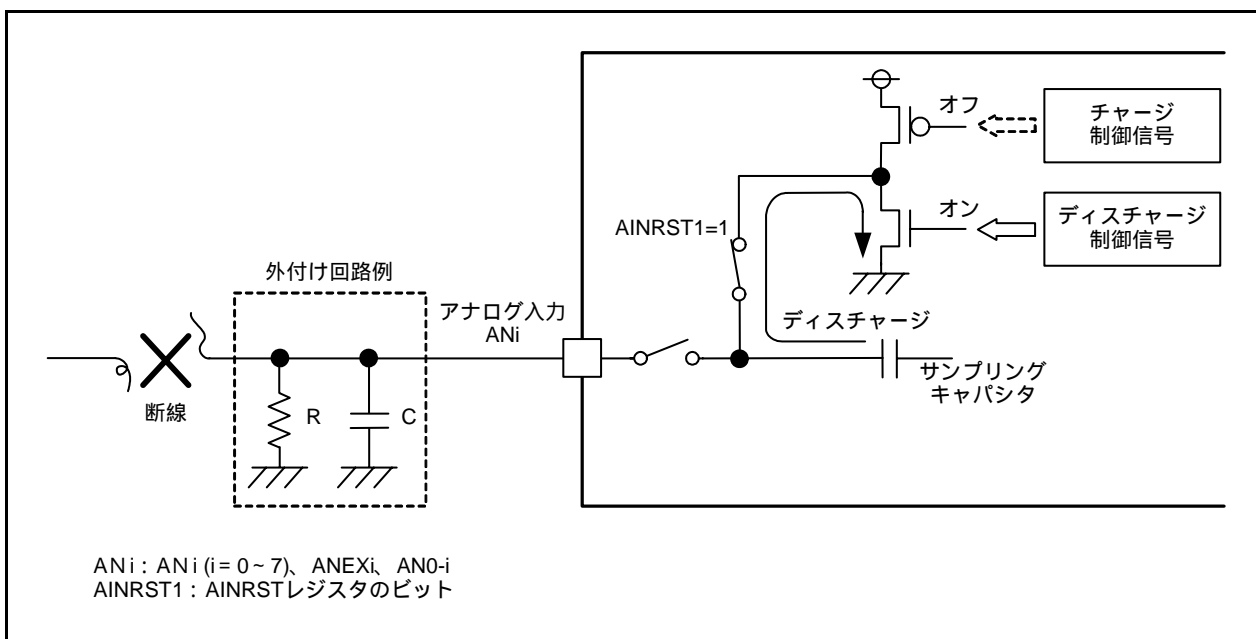 オフ
チャージ
制御信号
オン
ディスチャージ
制御信号
AINRST1=1
外付け回路例
アナログ入力
ANi
ディスチャージ
サンプリング
キャパシタ
断線
R
C
ANi : ANi (i = 0 ~ 7)、ANEXi、AN0-i
AINRST1 : AINRSTレジスタのビット